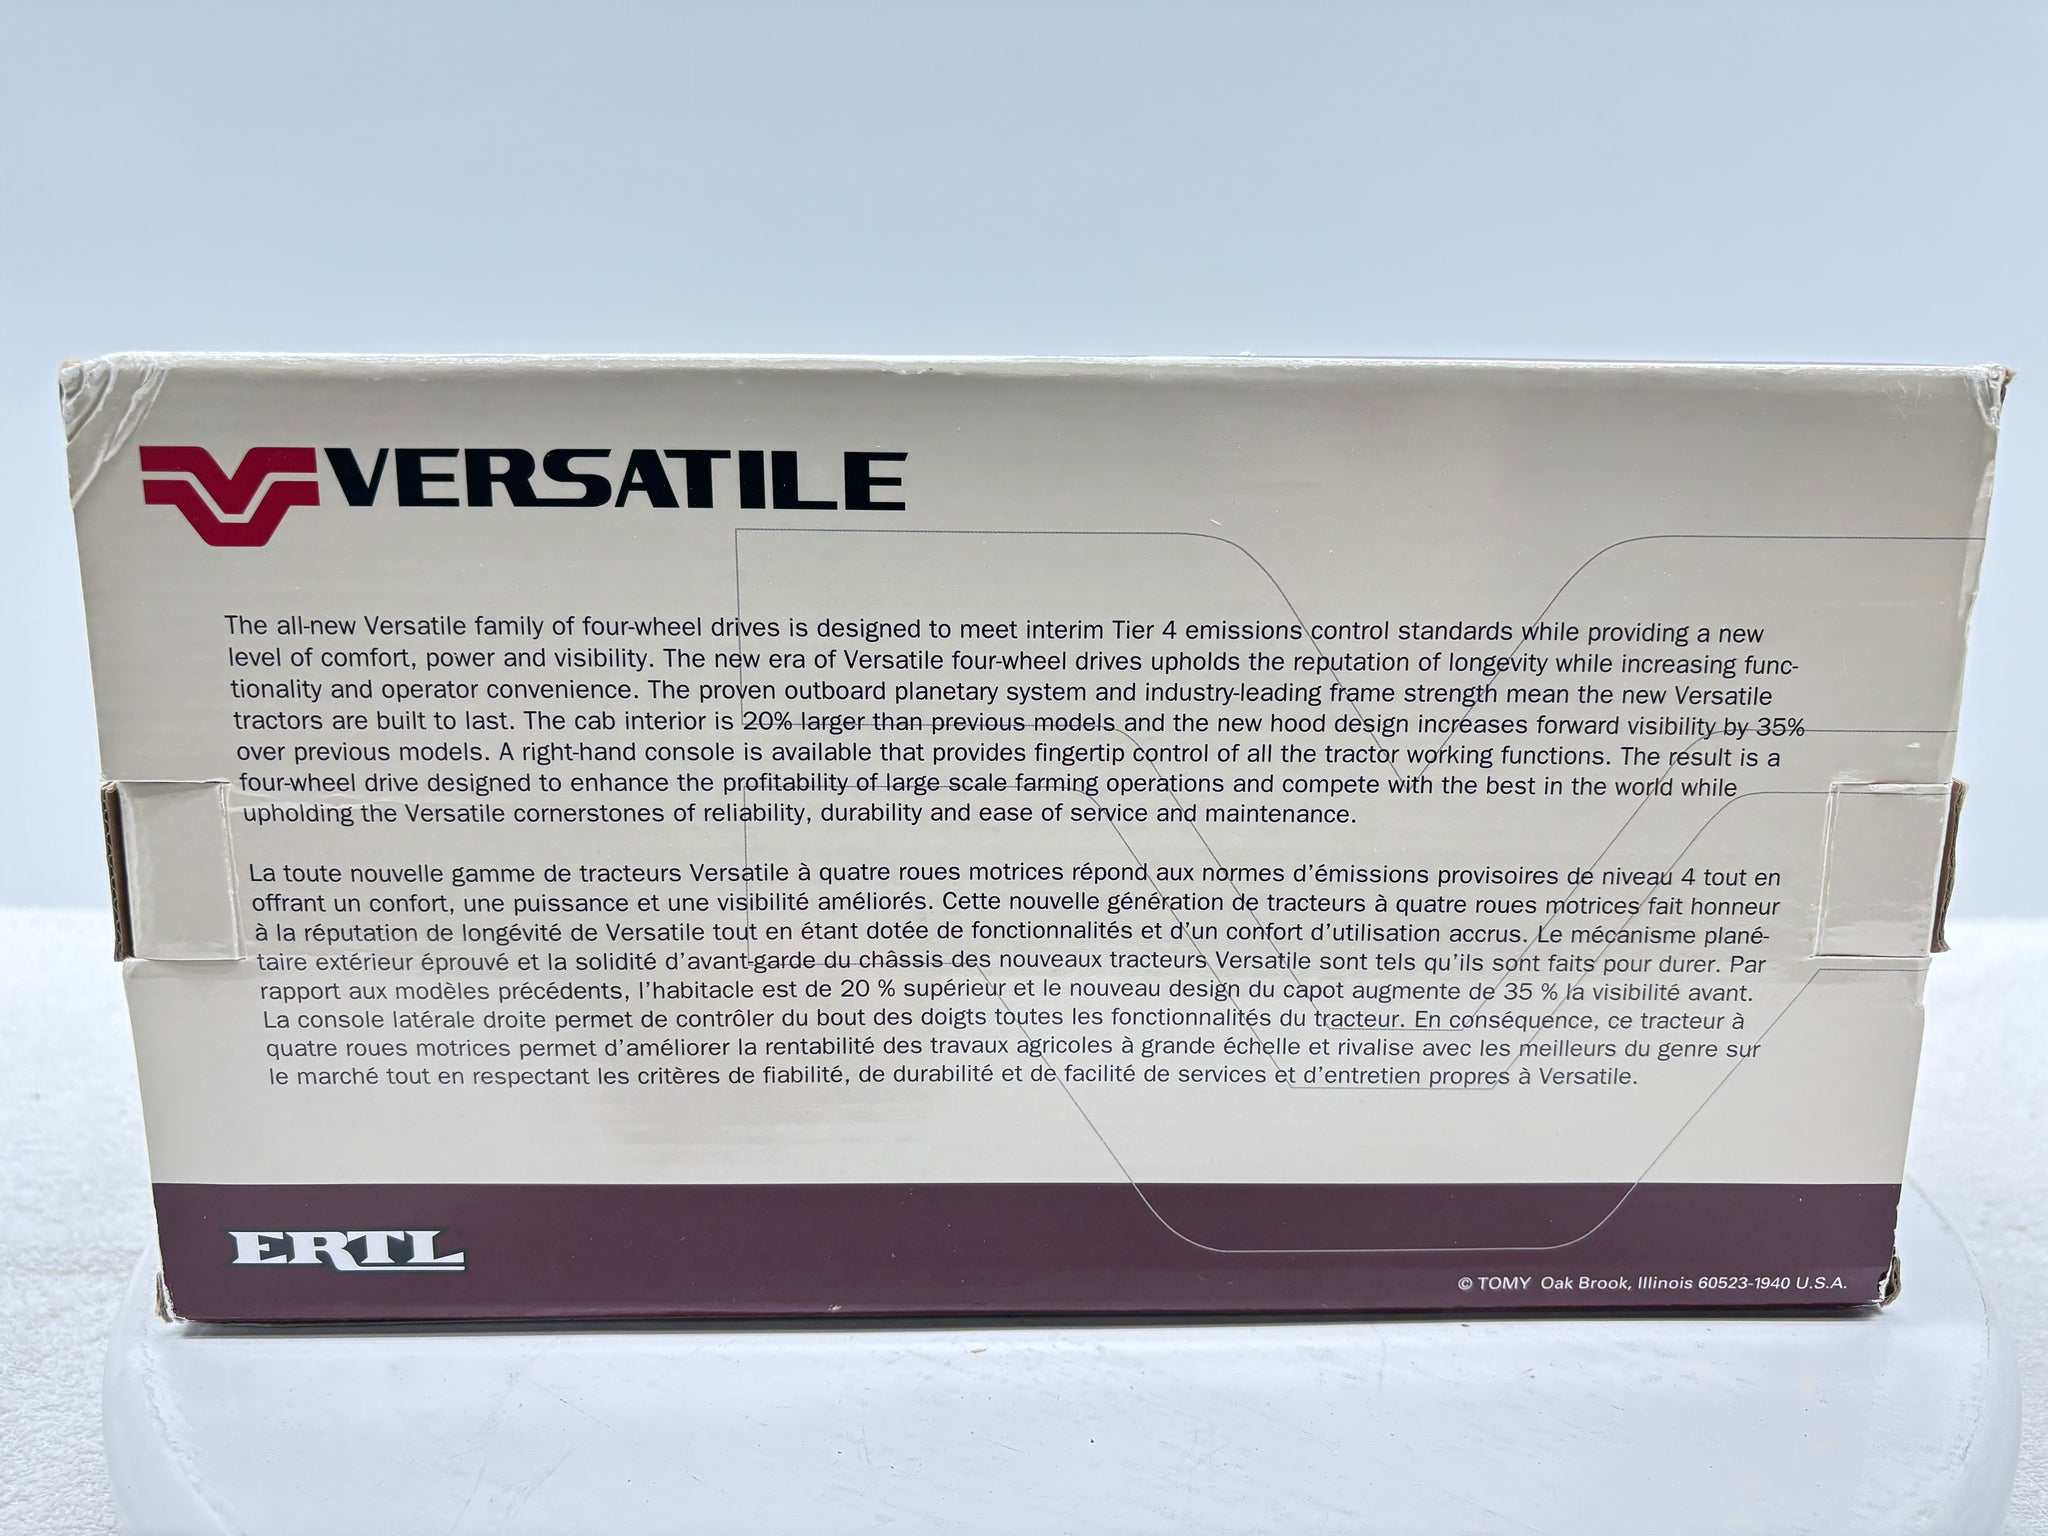 VERSATILE
The all-new Versatile family of four-wheel drives is designed to meet interim Tier 4 emissions control standards while providing a new
level of comfort, power and visibility. The new era of Versatile four-wheel drives upholds the reputation of longevity while increasing func-
tionality and operator convenience. The proven outboard planetary system and industry-leading frame strength mean the new Versatile
tractors are built to last. The cab interior is 20% larger than previous models and the new hood design increases forward visibility by 35%
over previous models. A right-hand console is available that provides fingertip control of all the tractor working functions. The result is a
four-wheel drive designed to enhance the profitability of large scale farming operations and compete with the best in the world while
upholding the Versatile cornerstones of reliability, durability and ease of service and maintenance.
La toute nouvelle gamme de tracteurs Versatile à quatre roues motrices répond aux normes d'émissions provisoires de niveau 4 tout en
offrant un confort, une puissance et une visibilité améliorés. Cette nouvelle génération de tracteurs à quatre roues motrices fait honneur
à la réputation de longévité de Versatile tout en étant dotée de fonctionnalités et d'un confort d'utilisation accrus. Le mécanisme plané-
taire extérieur éprouvé et la solidité d'avant-garde du châssis des nouveaux tracteurs Versatile sont tels qu'ils sont faits pour durer. Par
rapport aux modèles précédents, l'habitacle est de 20 % supérieur et le nouveau design du capot augmente de 35 % la visibilité avant.
La console latérale droite permet de contrôler du bout des doigts toutes les fonctionnalités du tracteur. En conséquence, ce tracteur à
quatre roues motrices permet d'améliorer la rentabilité des travaux agricoles à grande échelle et rivalise avec les meilleurs du genre sur
le marché tout en respectant les critères de fiabilité, de durabilité et de facilité de services et d'entretien propres à Versatile.
ERTL
© TOMY Oak Brook, Illinois 60523-1940 U.S.A.